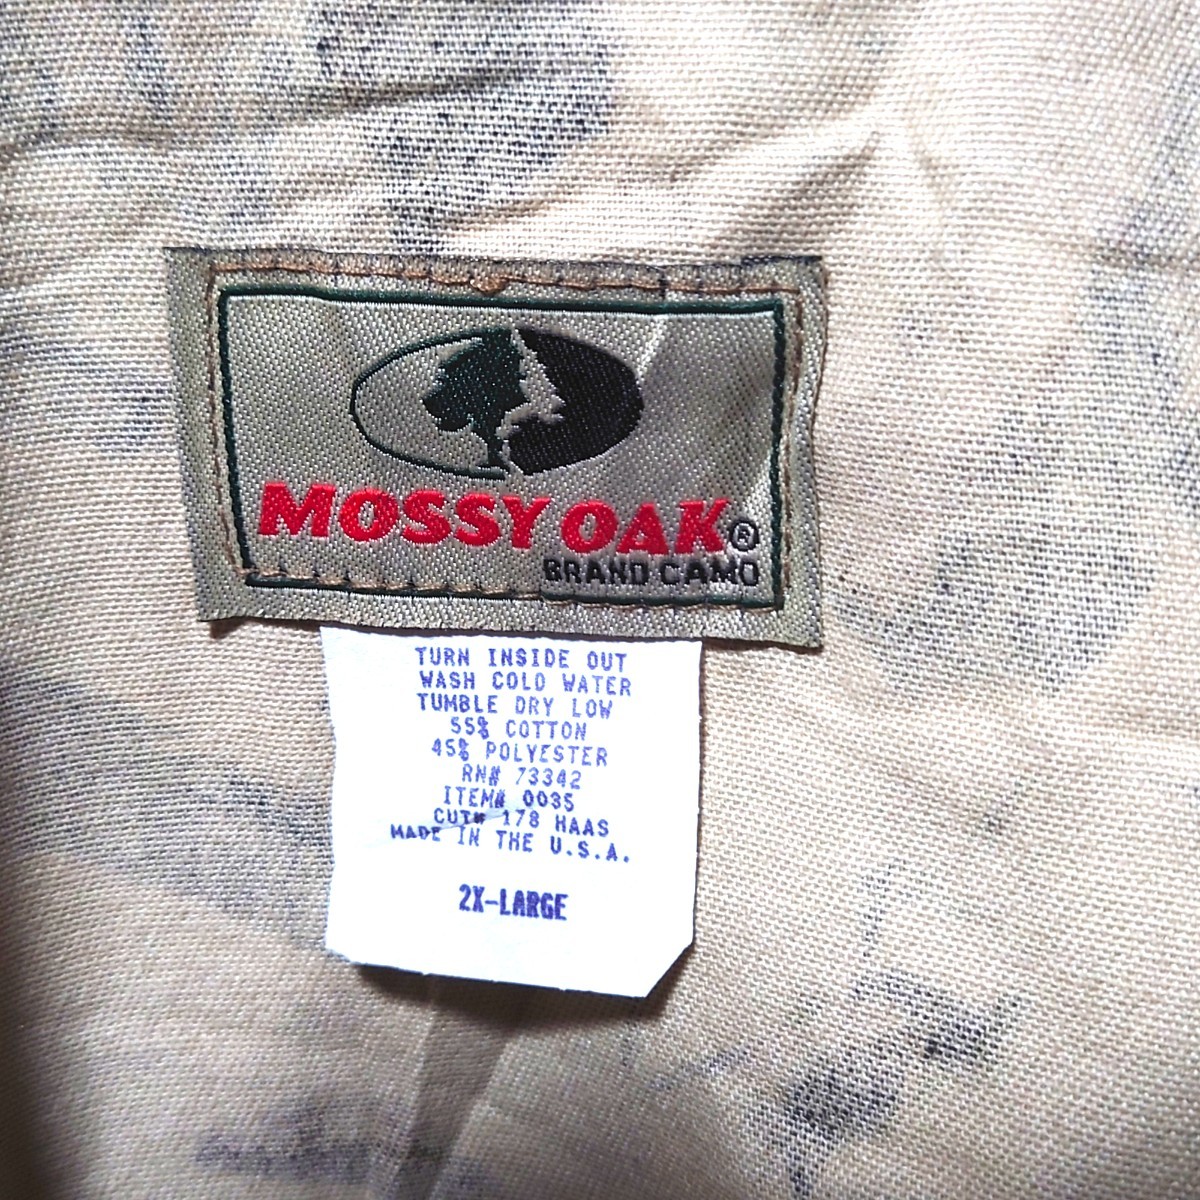 MOSSY OAK®
BRAND CAMO
TURN INSIDE OUT
WASH COLD WATER
TUMBLE DRY LOW
55% COTTON
45% POLYESTER
RN# 73342
ITEM# 0035
CUT# 178 HAAS
MADE IN THE U.S.A.
2X-LARGE